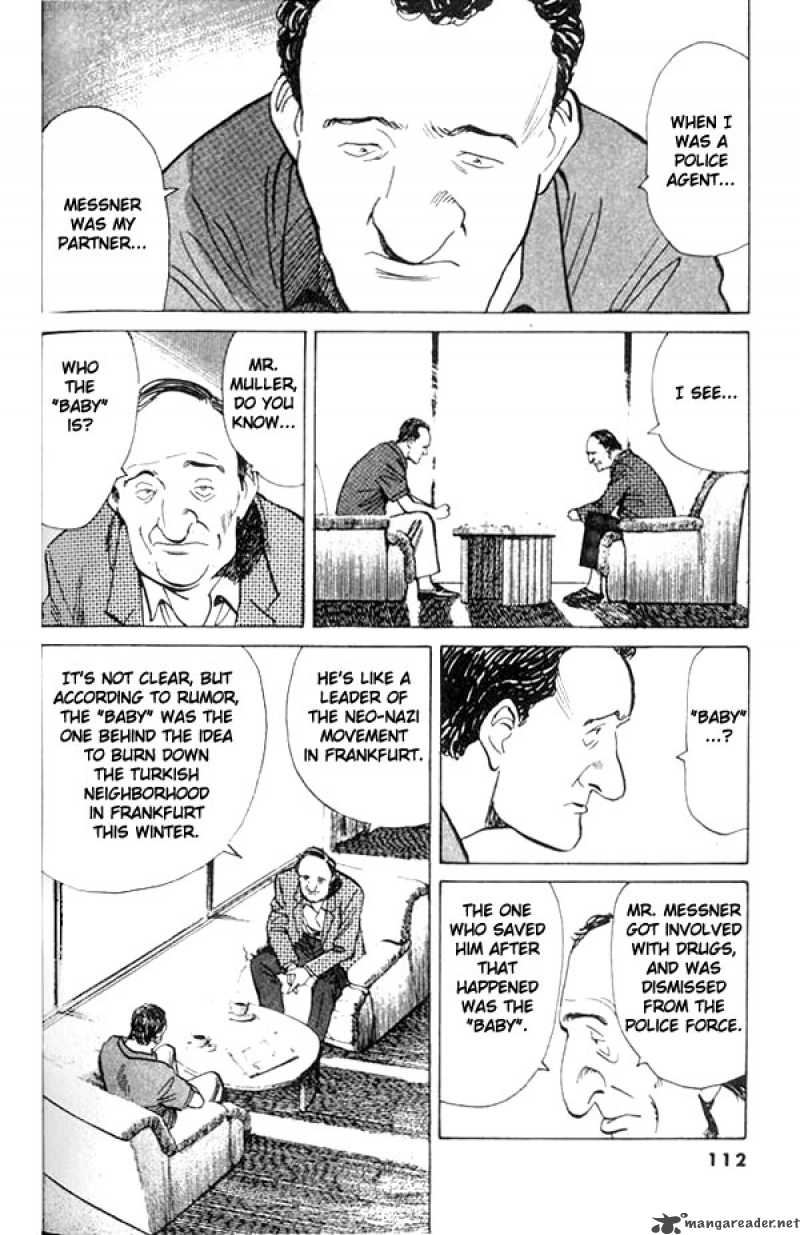 WHEN I
WAS A
POLICE
AGENT...
MESSNER
WAS MY
PARTNER...
I SEE...
MR.
MULLER,
DO YOU
KNOW...
WHO
THE
"BABY"
IS?
"BABY"
...?
HE'S LIKE A
LEADER OF
THE NEO-NAZI
MOVEMENT
IN FRANKFURT.
IT'S NOT CLEAR, BUT
ACCORDING TO RUMOR,
THE "BABY" WAS THE
ONE BEHIND THE IDEA
TO BURN DOWN
THE TURKISH
NEIGHBORHOOD
IN FRANKFURT
THIS WINTER.
MR. MESSNER
GOT INVOLVED
WITH DRUGS,
AND WAS
DISMISSED
FROM THE
POLICE FORCE.
THE ONE
WHO SAVED
HIM AFTER
THAT
HAPPENED
WAS THE
"BABY".
112
mangareader.net